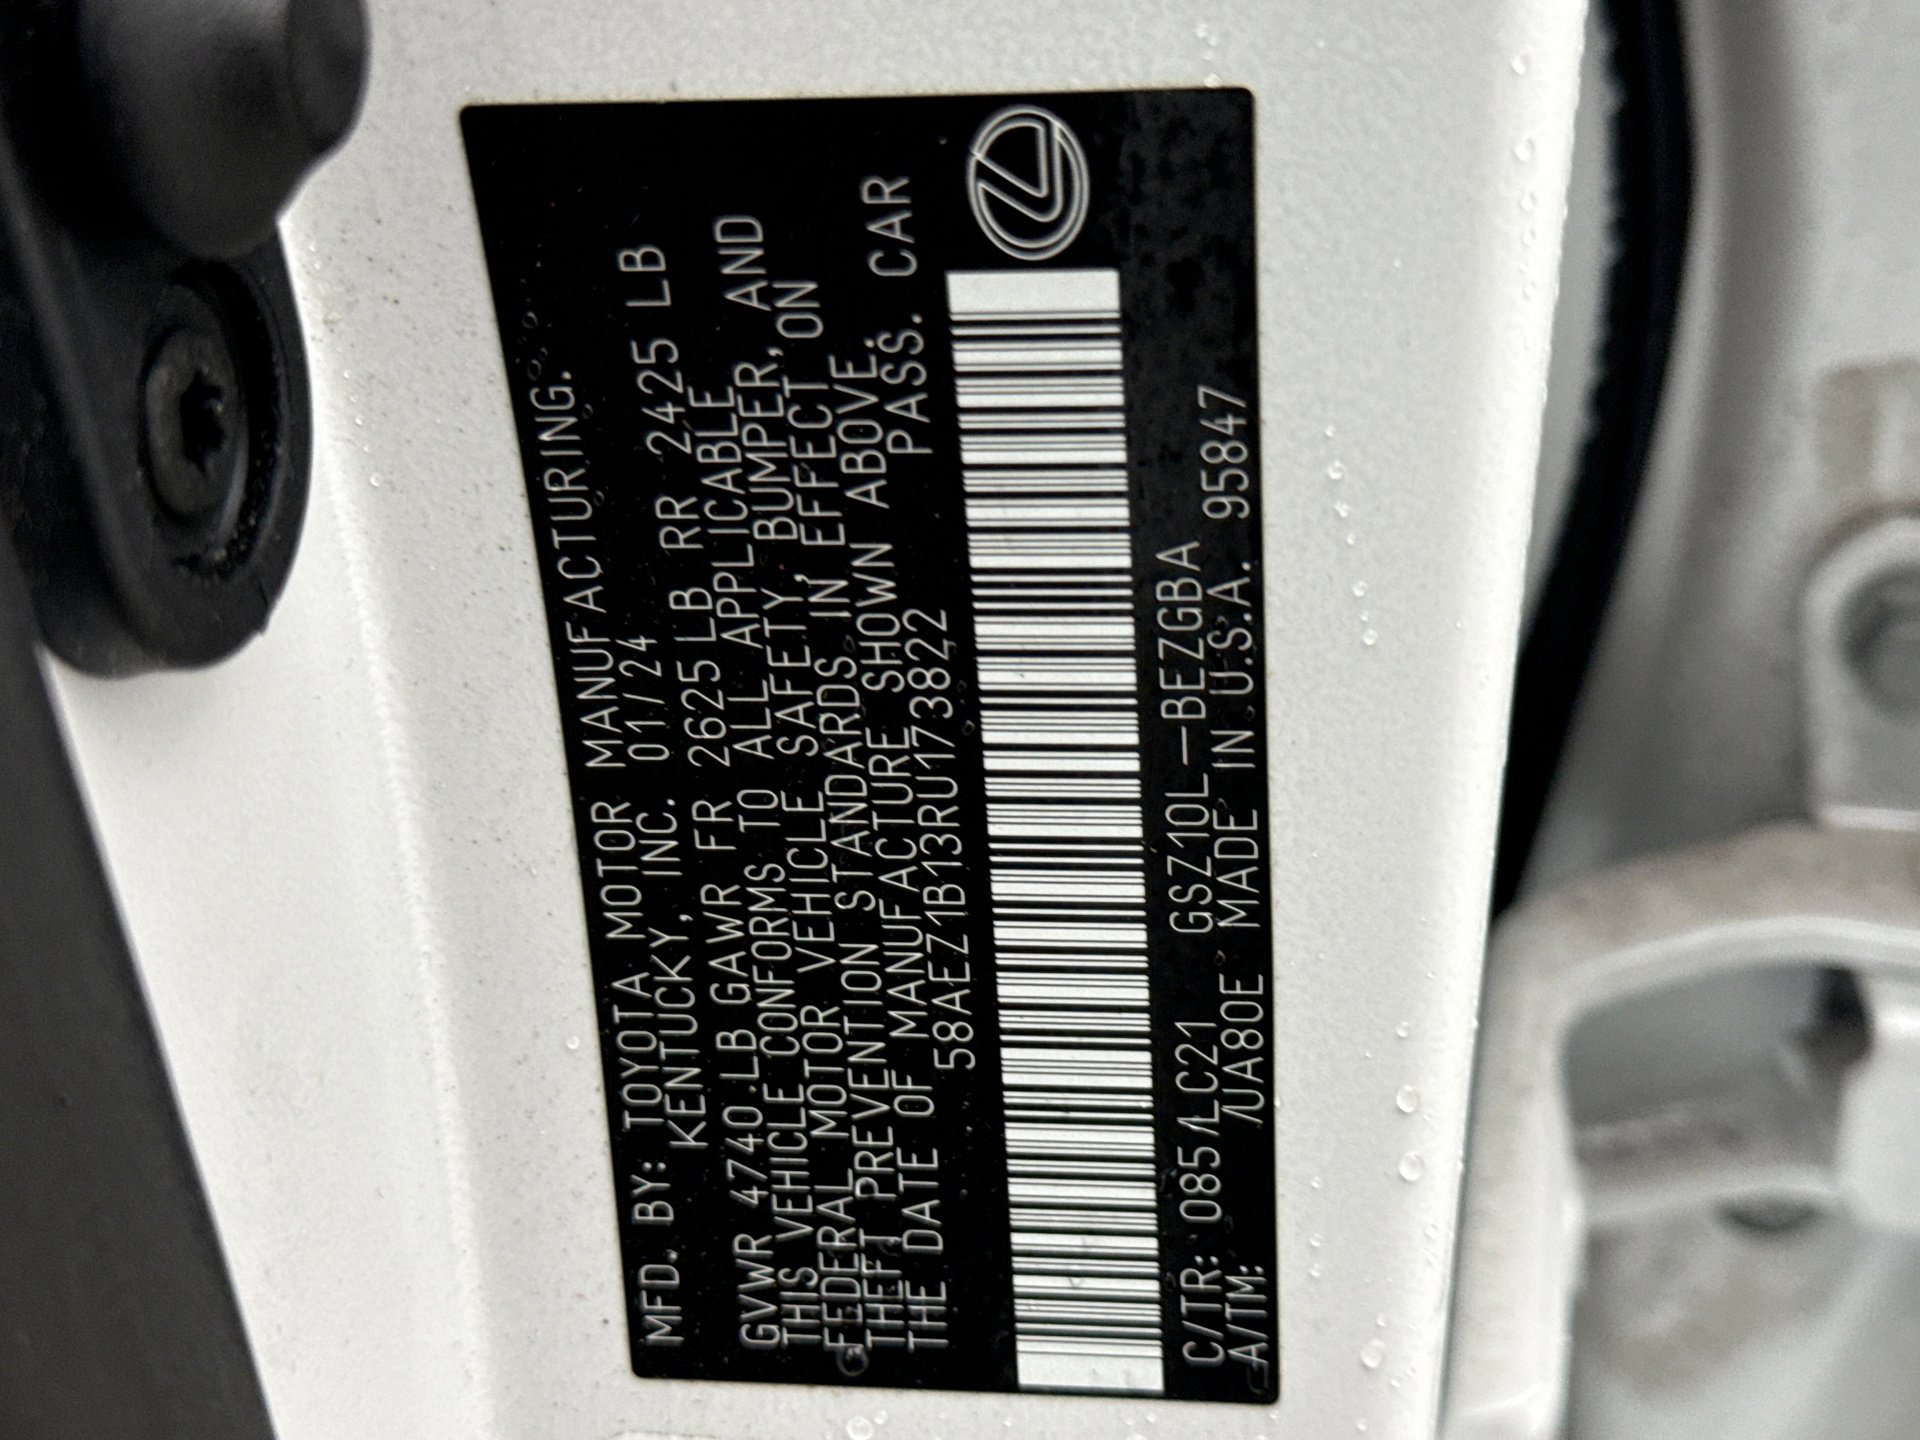 MFD. BY: TOYOTA MOTOR MANUFACTURING.
KENTUCKY, INC. 01/24
GVWR 4740 LB GAWR FR 2625 LB RR 2425 LB
THIS VEHICLE CONFORMS TO ALL APPLICABLE
FEDERAL MOTOR VEHICLE SAFETY, BUMPER, AND
THEFT PREVENTION STANDARDS IN EFFECT ON
THE DATE OF MANUFACTURE SHOWN ABOVE.
58AEZ1B13RU173822 PASS. CAR
C/TR: 085/LC21 GSZ10L-BEZGBA
A/TM: /UA80E MADE IN U.S.A. 95847